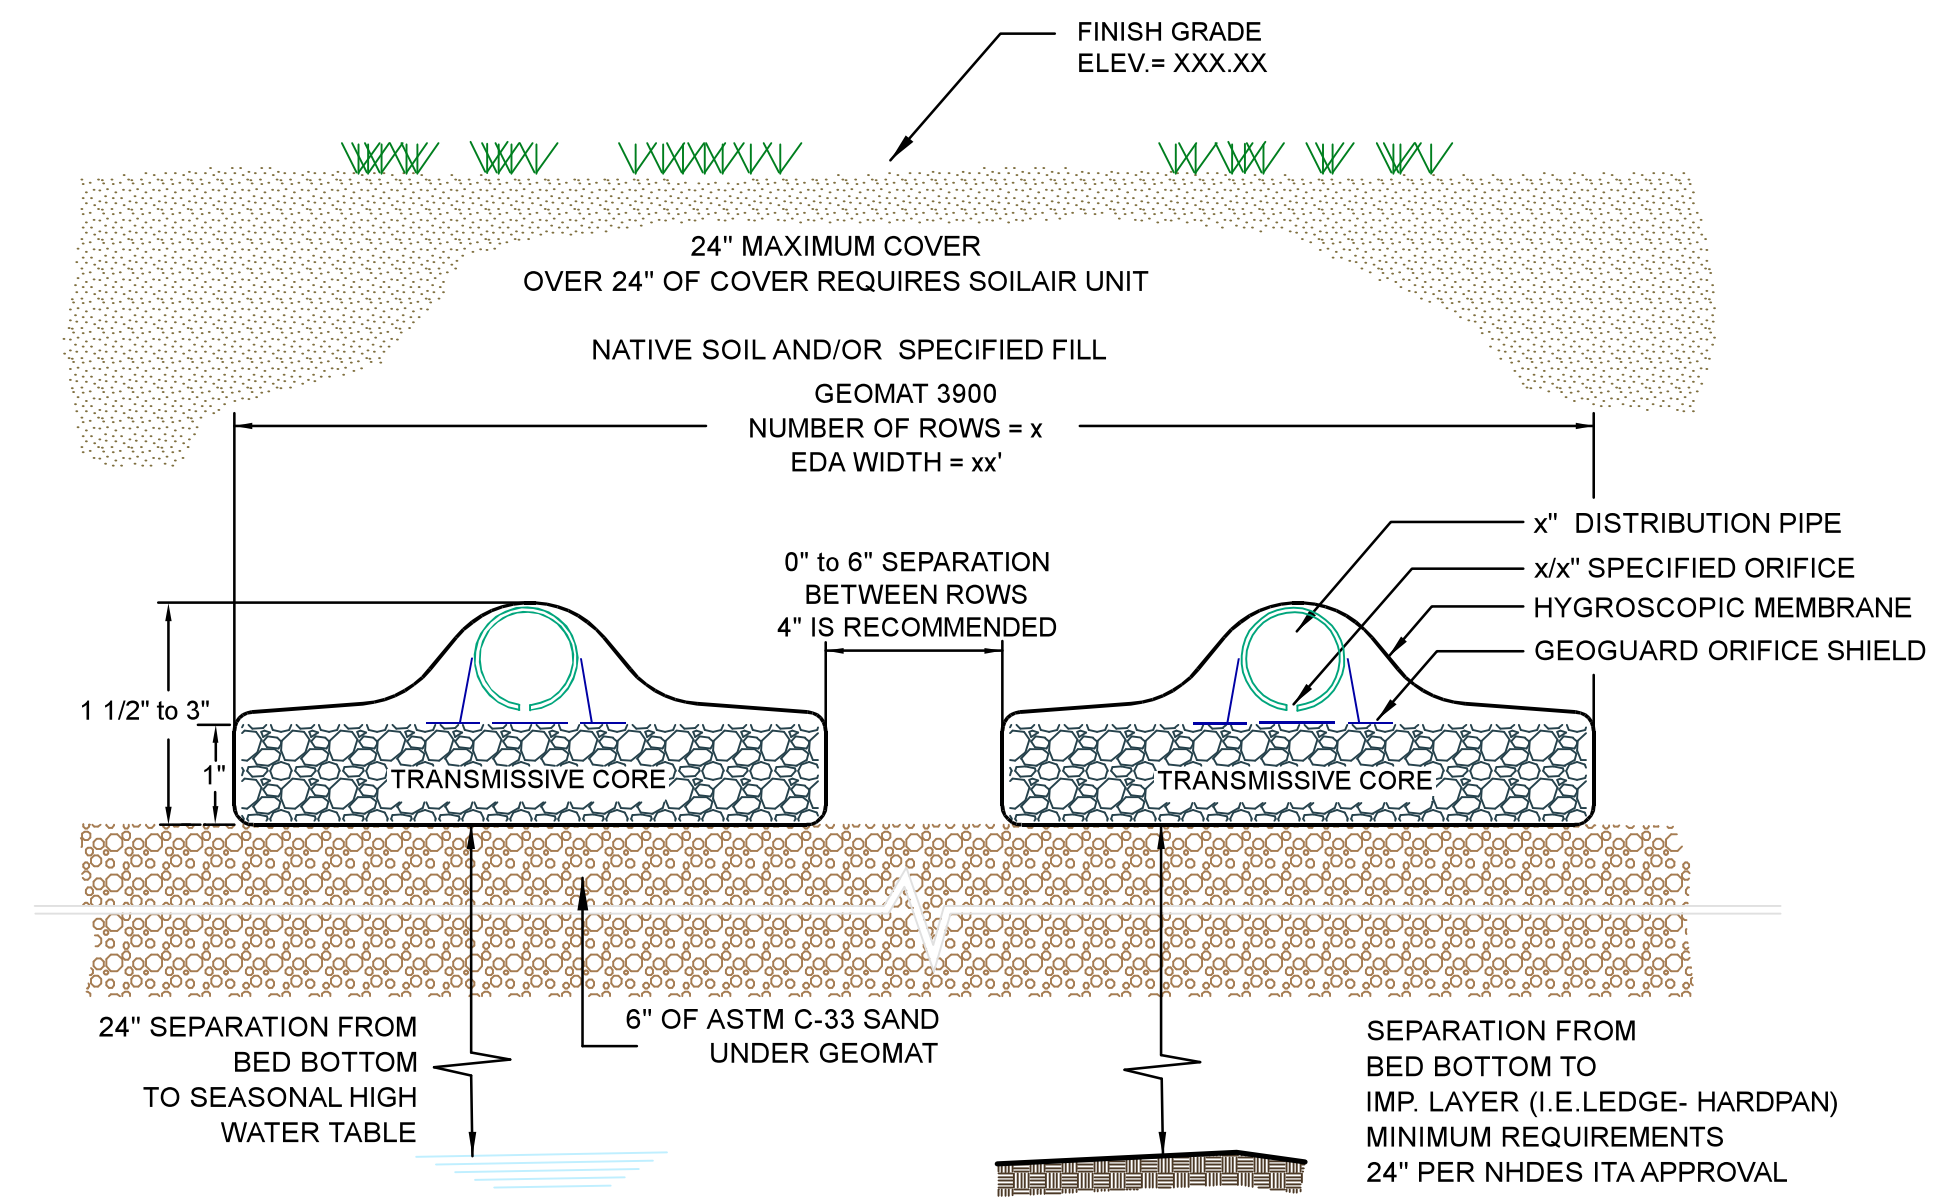 FINISH GRADE
ELEV.= XXX.XX
24" MAXIMUM COVER
OVER 24" OF COVER REQUIRES SOILAIR UNIT
NATIVE SOIL AND/OR SPECIFIED FILL
GEOMAT 3900
NUMBER OF ROWS = x
EDA WIDTH = xx'
x" DISTRIBUTION PIPE
x/x" SPECIFIED ORIFICE
HYGROSCOPIC MEMBRANE
GEOGUARD ORIFICE SHIELD
0" to 6" SEPARATION
BETWEEN ROWS
4" IS RECOMMENDED
1 1/2" to 3"
1"
TRANSMISSIVE CORE
TRANSMISSIVE CORE
24" SEPARATION FROM
BED BOTTOM
TO SEASONAL HIGH
WATER TABLE
6" OF ASTM C-33 SAND
UNDER GEOMAT
SEPARATION FROM
BED BOTTOM TO
IMP. LAYER (I.E.LEDGE- HARDPAN)
MINIMUM REQUIREMENTS
24" PER NHDES ITA APPROVAL